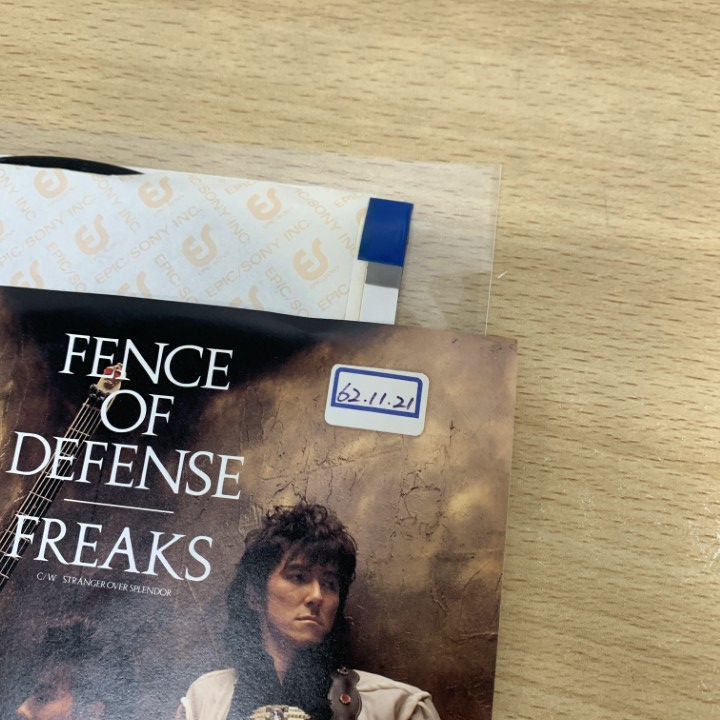 EPIC/SONY INC.
FENCE
OF
DEFENSE
FREAKS
C/W STRANGER OVER SPLENDOR
62.11.21